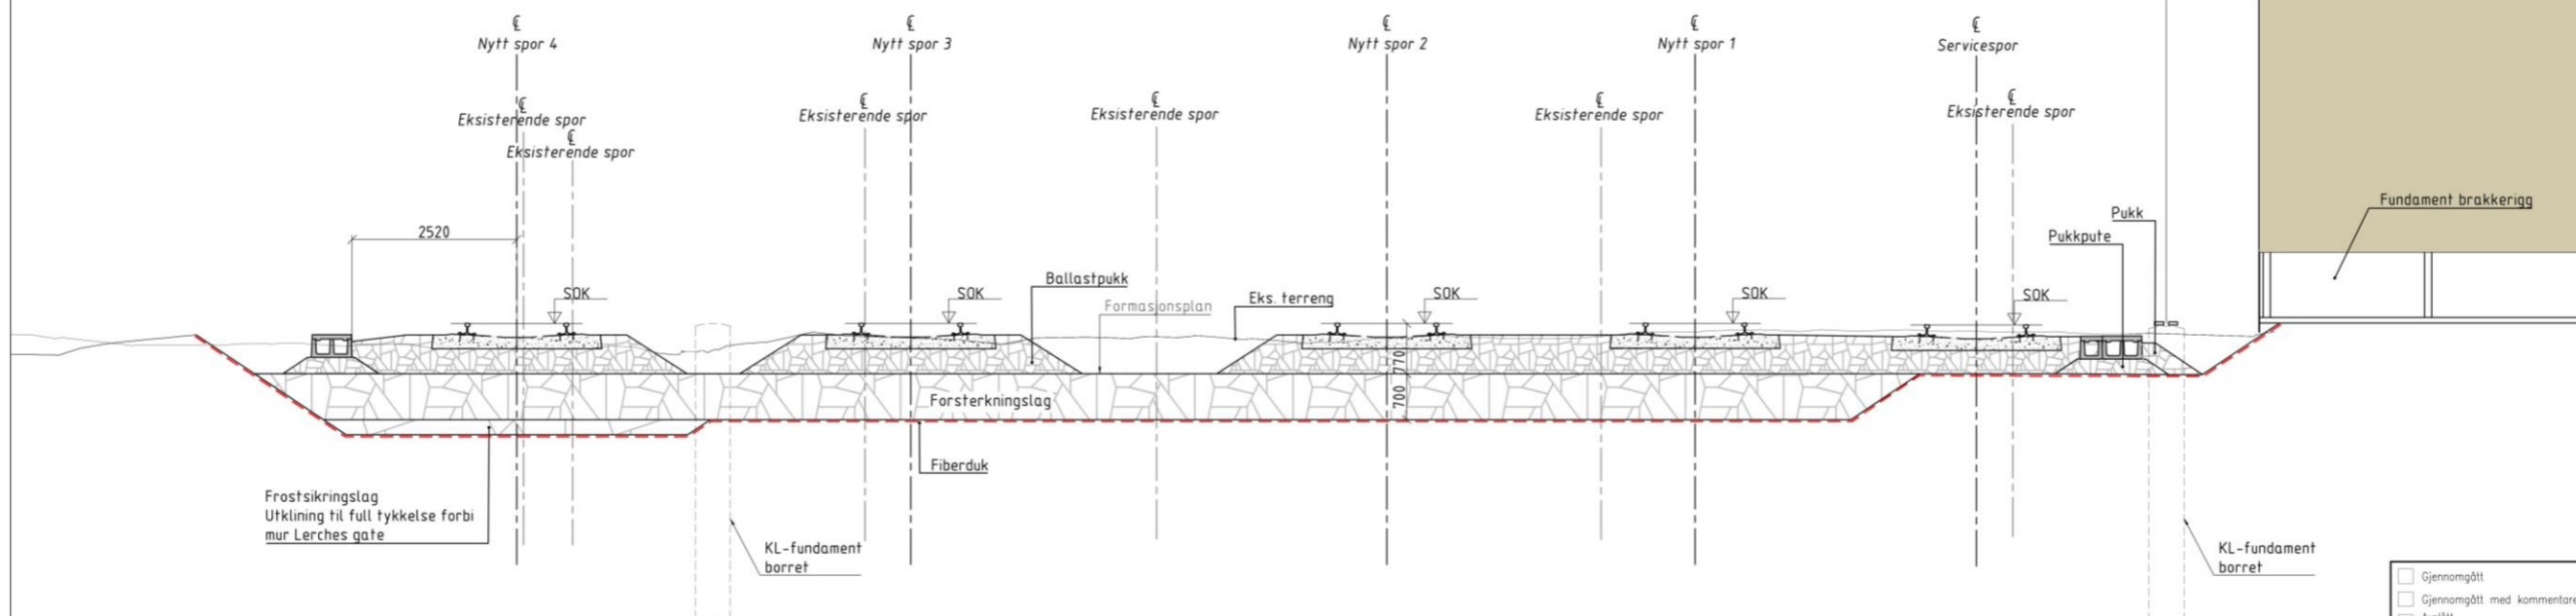 ℄
Nytt spor 4
℄
Nytt spor 3
℄
Nytt spor 2
℄
Nytt spor 1
℄
Servicespor
℄
Eksisterende spor
℄
Eksisterende spor
℄
Eksisterende spor
℄
Eksisterende spor
℄
Eksisterende spor
℄
Eksisterende spor
Fundament brakkerigg
Pukk
Pukkpute
2520
SOK
SOK
SOK
SOK
SOK
Ballastpukk
Formasjonsplan
Eks. terreng
770
700
Forsterkningslag
Fiberduk
Frostsikringslag
Utklining til full tykkelse forbi
mur Lerches gate
KL-fundament
borret
KL-fundament
borret
Gjennomgått
Gjennomgått med